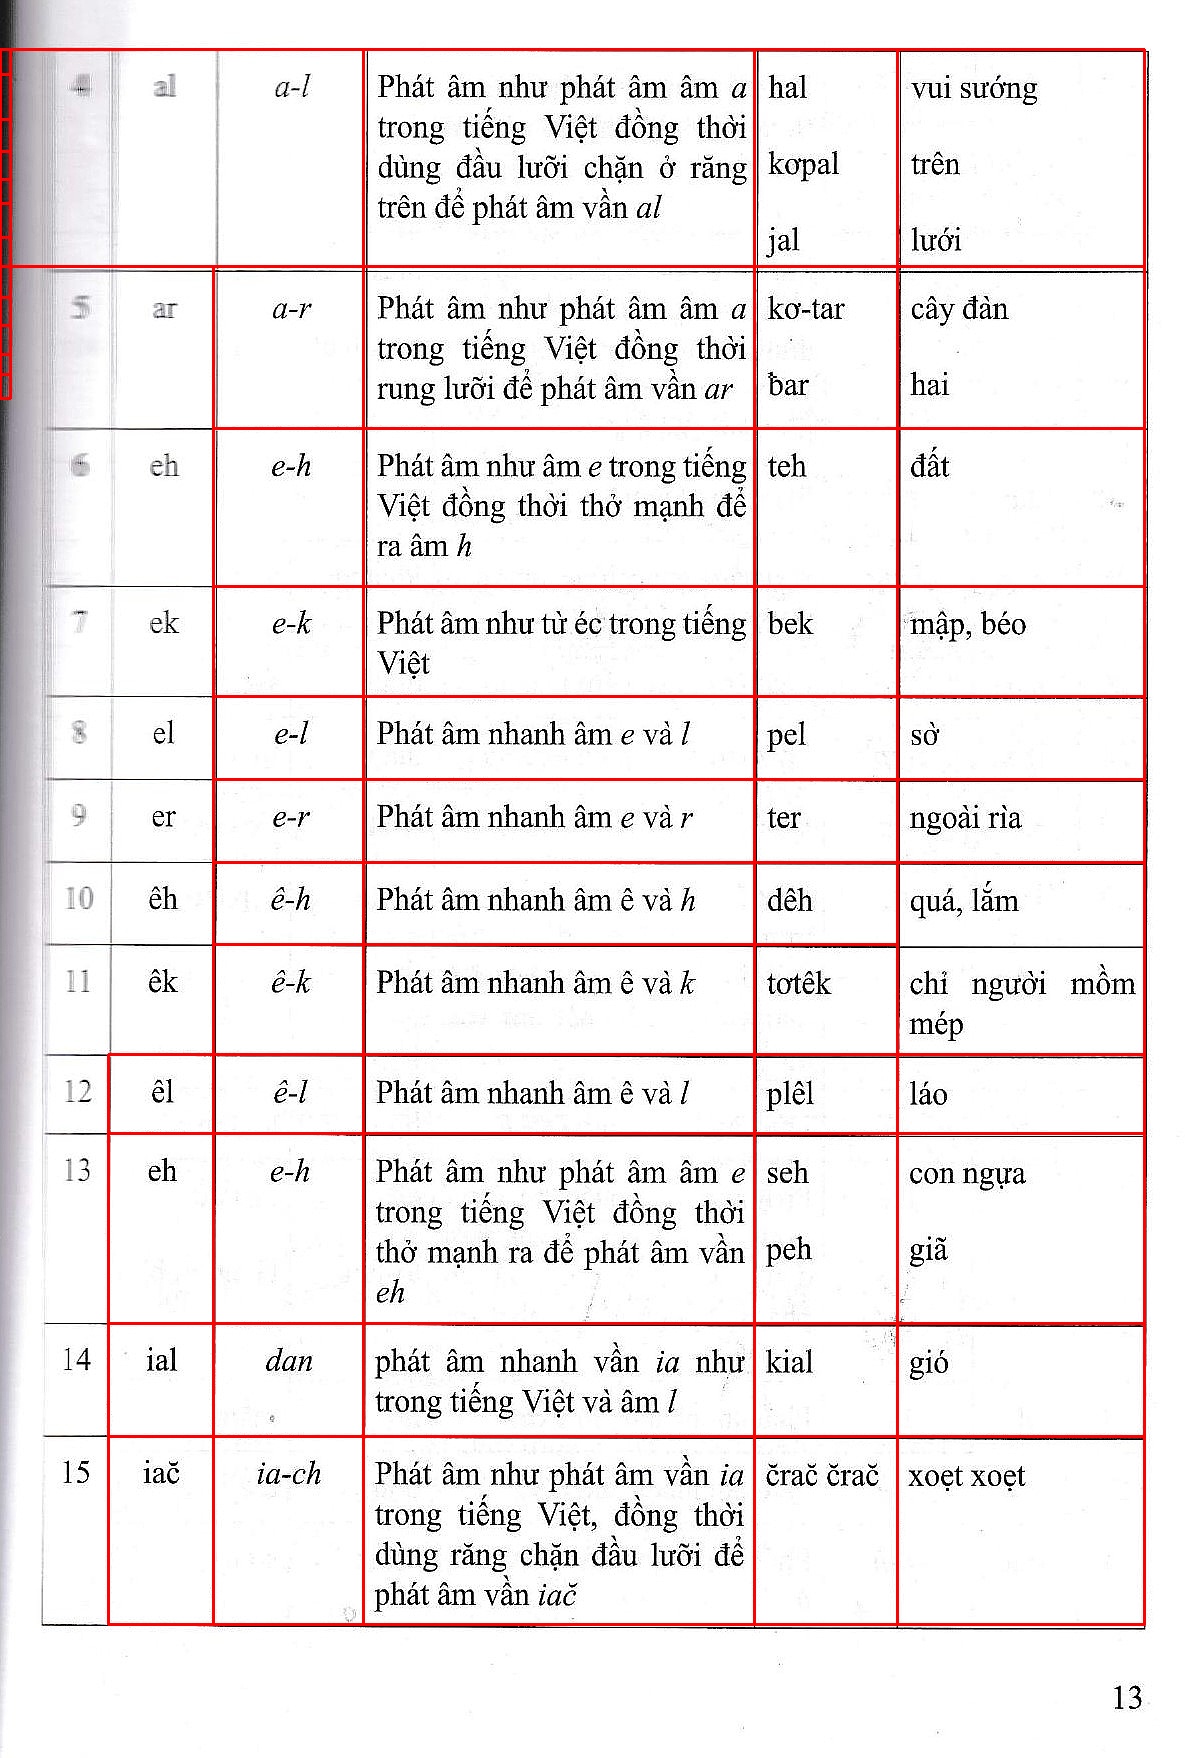 4 al a-l Phát âm như phát âm âm a hal vui sướng
trong tiếng Việt đồng thời
dùng đầu lưỡi chặn ở răng kơpal trên
trên để phát âm vần al
jal lưới
5 ar a-r Phát âm như phát âm âm a kơ-tar cây đàn
trong tiếng Việt đồng thời
rung lưỡi để phát âm vần ar ƀar hai
6 eh e-h Phát âm như âm e trong tiếng teh đất
Việt đồng thời thở mạnh để
ra âm h
7 ek e-k Phát âm như từ éc trong tiếng bek mập, béo
Việt
8 el e-l Phát âm nhanh âm e và l pel sờ
9 er e-r Phát âm nhanh âm e và r ter ngoài rìa
10 êh ê-h Phát âm nhanh âm ê và h dêh quá, lắm
11 êk ê-k Phát âm nhanh âm ê và k tơtêk chỉ người mồm
mép
12 êl ê-l Phát âm nhanh âm ê và l plêl láo
13 eh e-h Phát âm như phát âm âm e seh con ngựa
trong tiếng Việt đồng thời
thở mạnh ra để phát âm vần peh giã
eh
14 ial dan phát âm nhanh vần ia như kial gió
trong tiếng Việt và âm l
15 iač ia-ch Phát âm như phát âm vần ia črač črač xoẹt xoẹt
trong tiếng Việt, đồng thời
dùng răng chặn đầu lưỡi để
phát âm vần iač
13